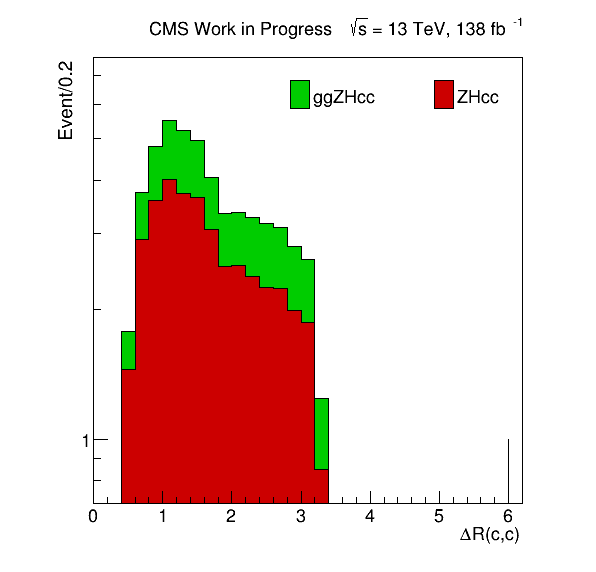 CMS Work in Progress √s = 13 TeV, 138 fb ⁻¹
Event/0.2
ggZHcc ZHcc
1
0 1 2 3 4 5 6
ΔR(c,c)